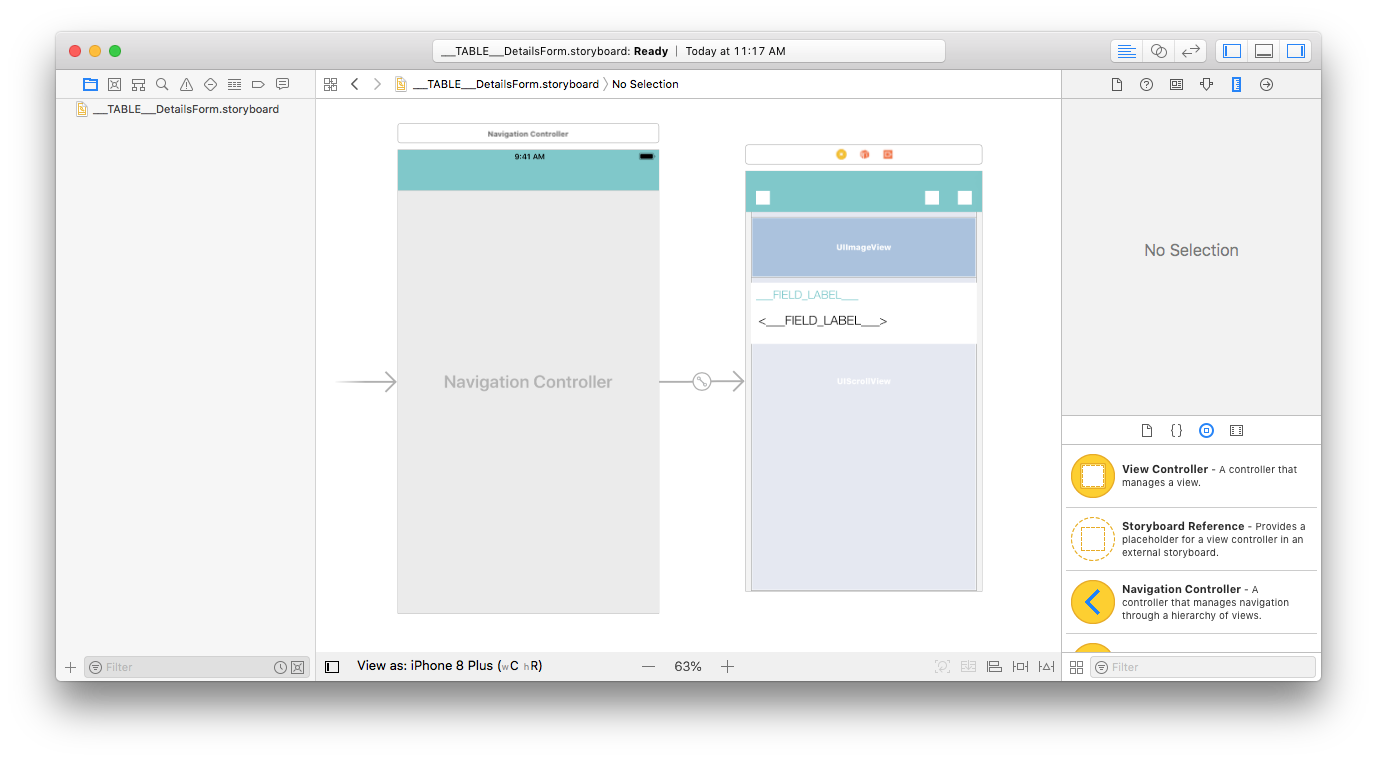 ___TABLE___DetailsForm.storyboard: Ready | Today at 11:17 AM
___TABLE___DetailsForm.storyboard
___TABLE___DetailsForm.storyboard 〉No Selection
Navigation Controller
9:41 AM
Navigation Controller
UIImageView
___FIELD_LABEL___
<___FIELD_LABEL___>
UIScrollView
No Selection
{}
View Controller - A controller that
manages a view.
Storyboard Reference - Provides a
placeholder for a view controller in an
external storyboard.
Navigation Controller - A
controller that manages navigation
through a hierarchy of views.
Filter
View as: iPhone 8 Plus (wC hR)
63%
Filter